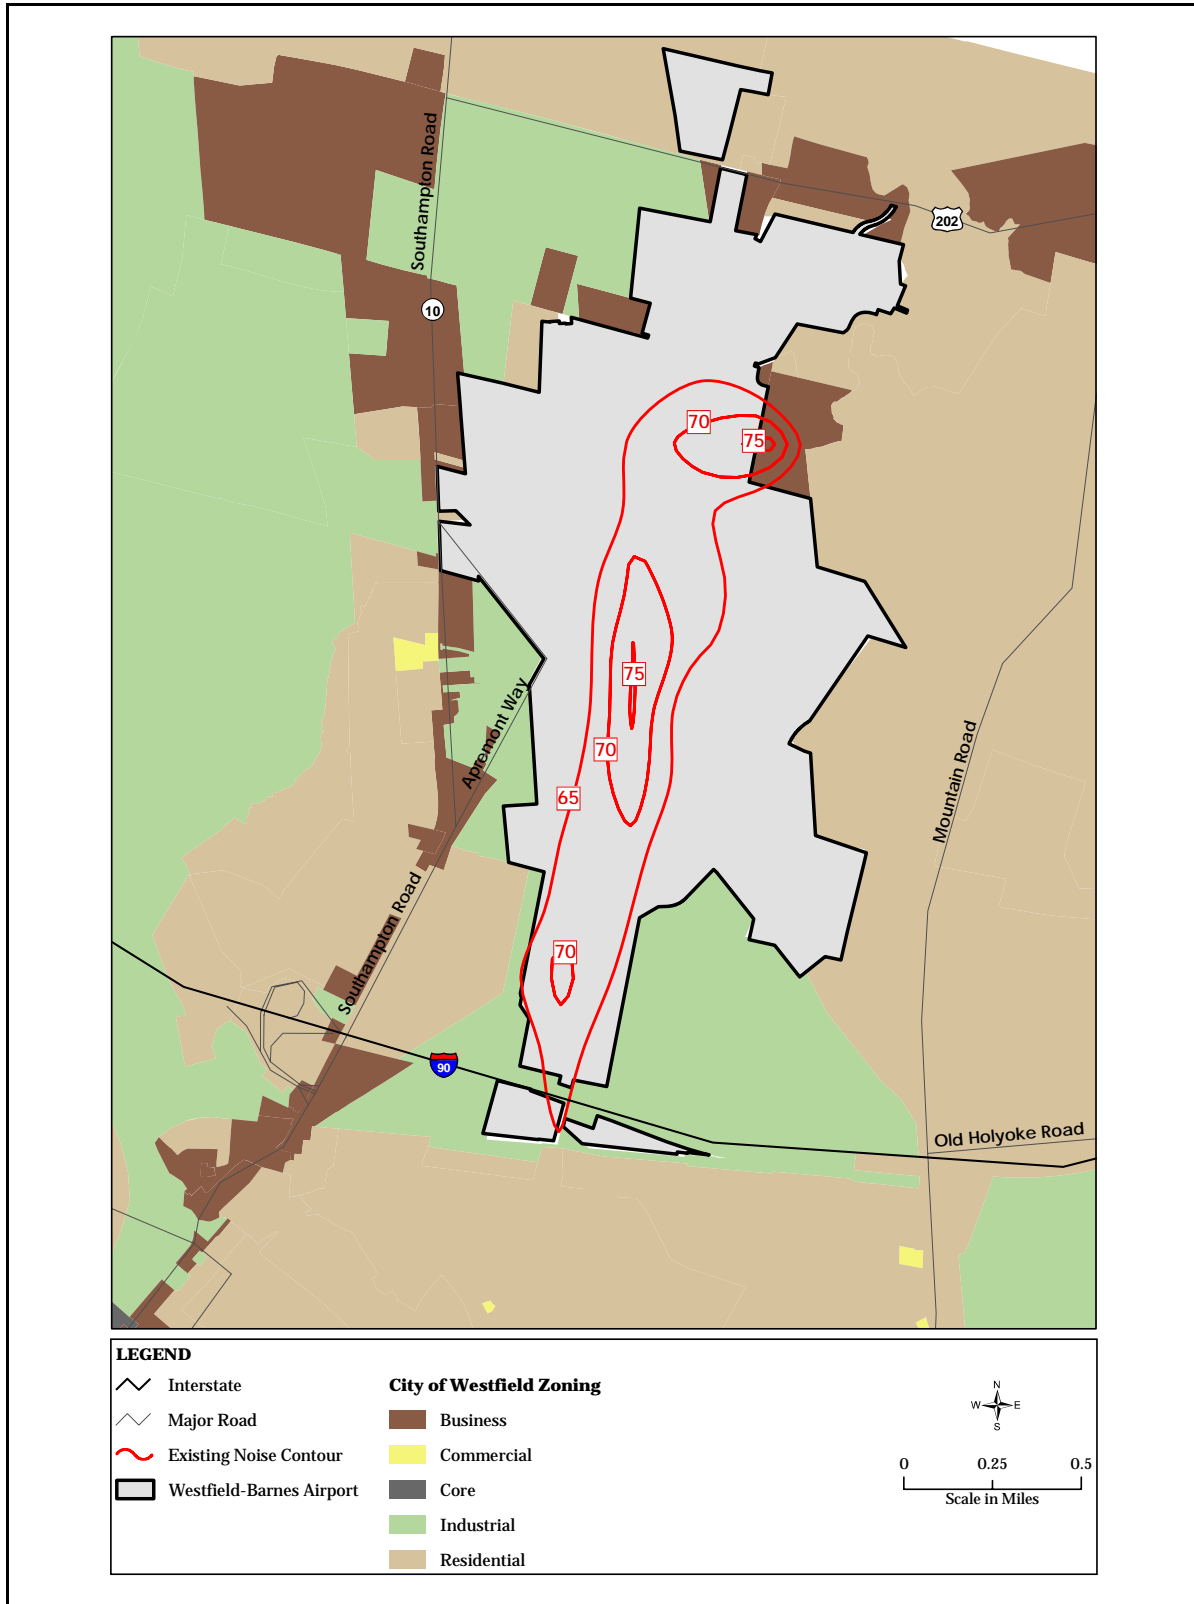 Southampton Road
202
10
70
75
75
Apremont Way
70
65
Mountain Road
Southampton Road
70
90
Old Holyoke Road
LEGEND
Interstate
Major Road
Existing Noise Contour
Westfield-Barnes Airport
City of Westfield Zoning
Business
Commercial
Core
Industrial
Residential
N
W E
S
0 0.25 0.5
Scale in Miles